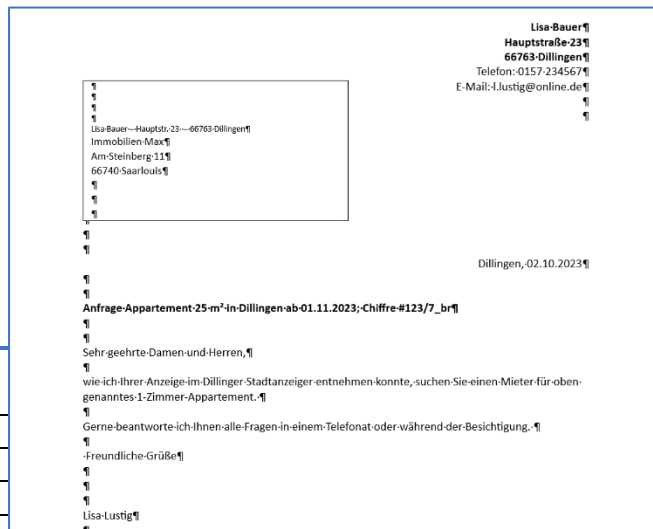 Lisa·Bauer¶
Hauptstraße·23¶
66763·Dillingen¶
Telefon:·0157·234567¶
E-Mail:·l.lustig@online.de¶
¶
¶
¶
¶
¶
¶
Lisa·Bauer·–·Hauptstr.·23·–·66763·Dillingen¶
Immobilien·Max¶
Am·Steinberg·11¶
66740·Saarlouis¶
¶
¶
¶
¶
¶
¶
Dillingen,·02.10.2023¶
¶
¶
Anfrage·Appartement·25·m²·in·Dillingen·ab·01.11.2023;·Chiffre·#123/7_br¶
¶
¶
Sehr·geehrte·Damen·und·Herren,¶
¶
wie·ich·Ihrer·Anzeige·im·Dillinger·Stadtanzeiger·entnehmen·konnte,·suchen·Sie·einen·Mieter·für·oben-
genanntes·1-Zimmer-Appartement.·¶
¶
Gerne·beantworte·ich·Ihnen·alle·Fragen·in·einem·Telefonat·oder·während·der·Besichtigung.·¶
¶
·Freundliche·Grüße¶
¶
¶
¶
Lisa·Lustig¶
¶